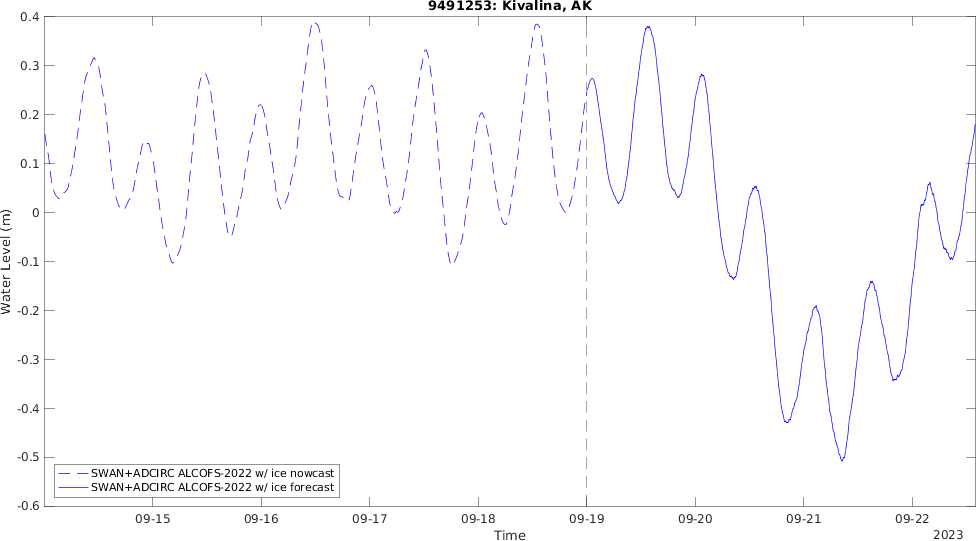 9491253: Kivalina, AK
0.4
0.3
0.2
0.1
0
-0.1
-0.2
-0.3
-0.4
-0.5
-0.6
Water Level (m)
SWAN+ADCIRC ALCOFS-2022 w/ ice nowcast
SWAN+ADCIRC ALCOFS-2022 w/ ice forecast
09-15 09-16 09-17 09-18 09-19 09-20 09-21 09-22
Time
2023